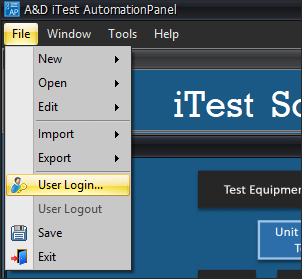 AP
A&D iTest AutomationPanel
File Window Tools Help
New
Open
Edit
Import
Export
User Login...
User Logout
Save
Exit
iTest
Test Equipmen
Unit